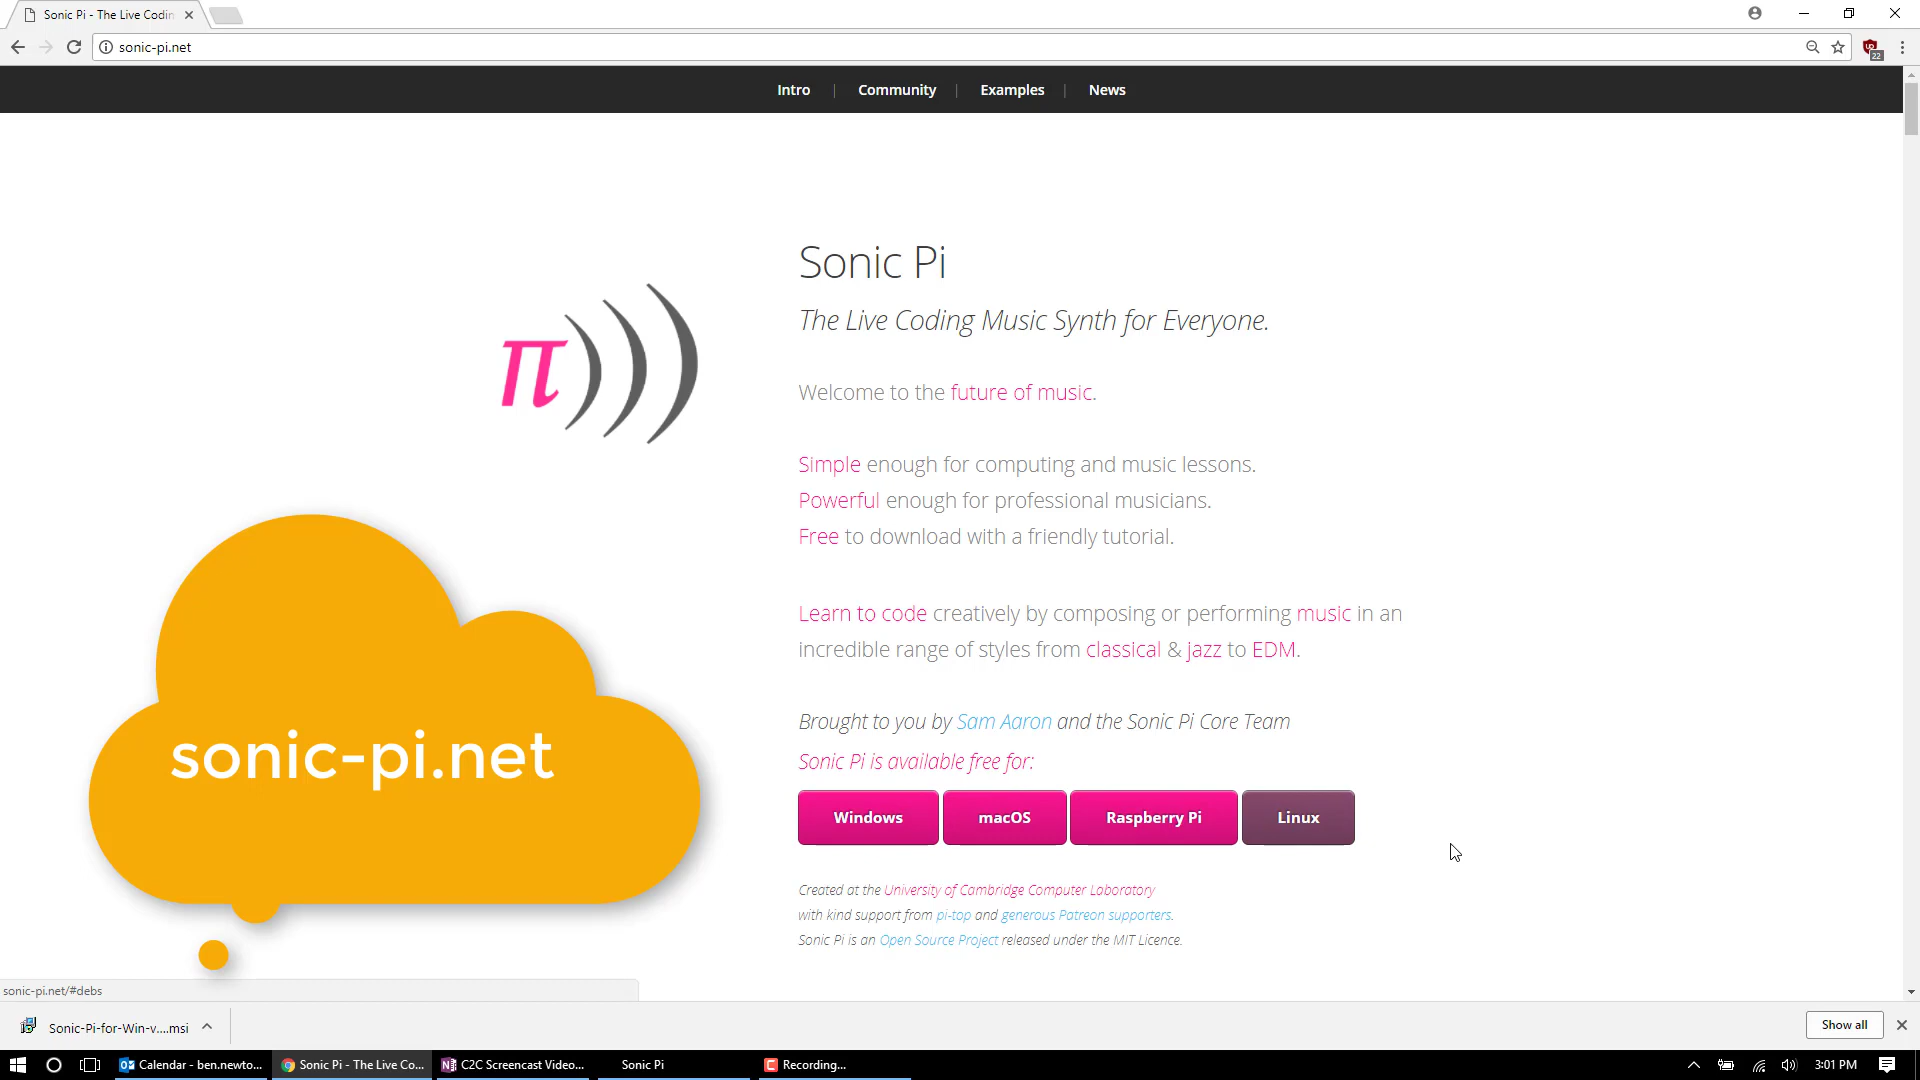 Sonic Pi - The Live Codin
sonic-pi.net
22
Intro | Community | Examples | News
Sonic Pi
The Live Coding Music Synth for Everyone.
π
Welcome to the future of music.
Simple enough for computing and music lessons.
Powerful enough for professional musicians.
Free to download with a friendly tutorial.
Learn to code creatively by composing or performing music in an
incredible range of styles from classical & jazz to EDM.
Brought to you by Sam Aaron and the Sonic Pi Core Team
sonic-pi.net
Sonic Pi is available free for:
Windows macOS Raspberry Pi Linux
Created at the University of Cambridge Computer Laboratory
with kind support from pi-top and generous Patreon supporters.
Sonic Pi is an Open Source Project released under the MIT Licence.
sonic-pi.net/#debs
Sonic-Pi-for-Win-v....msi Show all
Calendar - ben.newto... Sonic Pi - The Live Co... C2C Screencast Video... Sonic Pi Recording... 3:01 PM